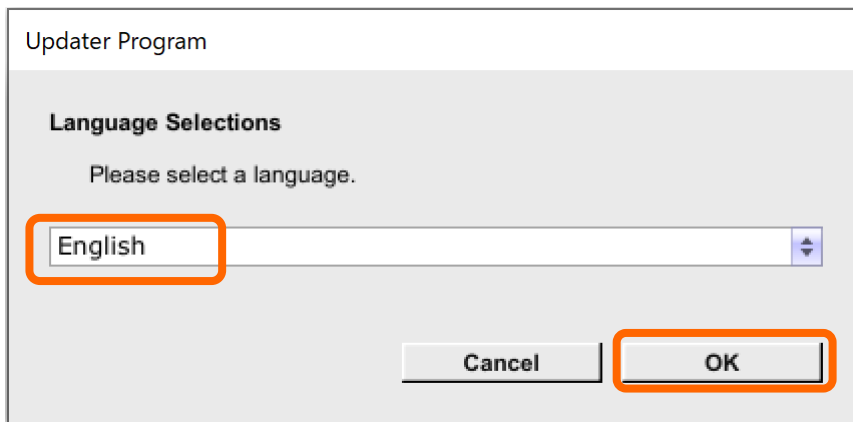 Updater Program
Language Selections
Please select a language.
English
Cancel OK